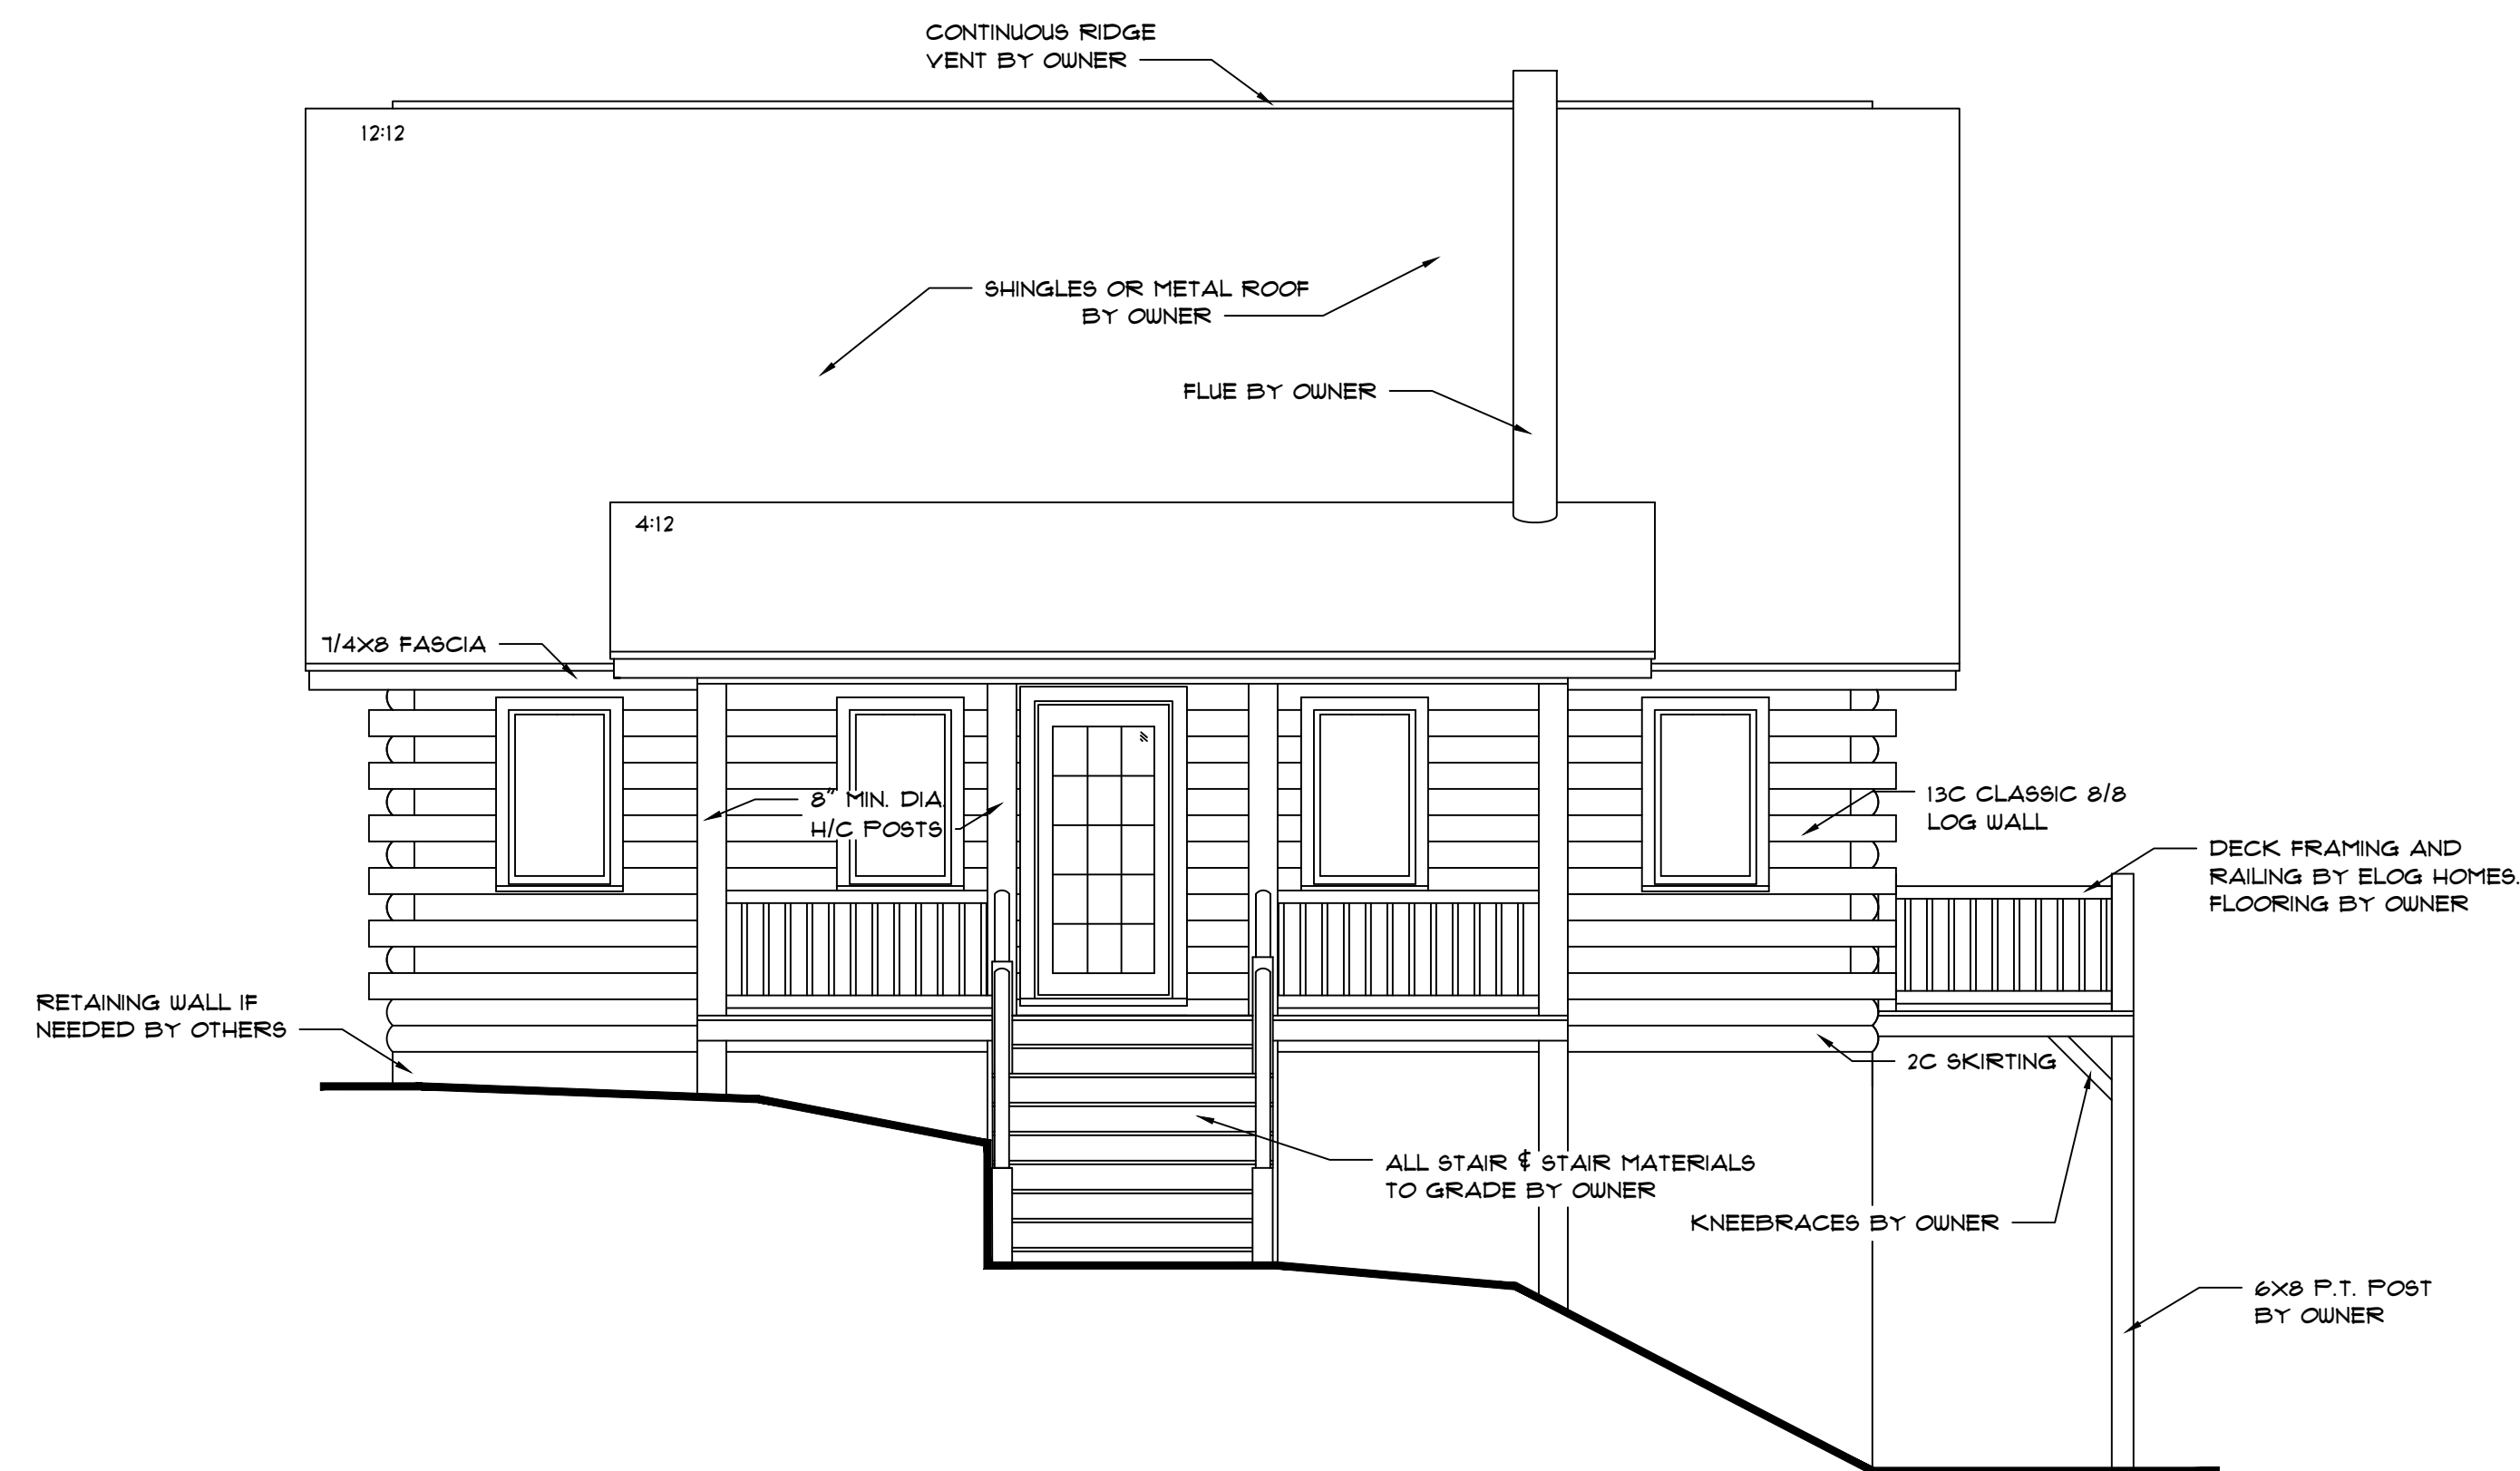 CONTINUOUS RIDGE
VENT BY OWNER
12:12
SHINGLES OR METAL ROOF
BY OWNER
FLUE BY OWNER
4:12
7/4X8 FASCIA
8" MIN. DIA.
H/C POSTS
13C CLASSIC 8/8
LOG WALL
DECK FRAMING AND
RAILING BY ELOG HOMES.
FLOORING BY OWNER
RETAINING WALL IF
NEEDED BY OTHERS
2C SKIRTING
ALL STAIR & STAIR MATERIALS
TO GRADE BY OWNER
KNEEBRACES BY OWNER
6X8 P.T. POST
BY OWNER